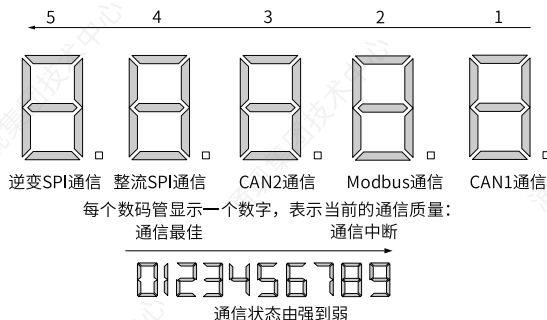 5 4 3 2 1
逆变SPI通信 整流SPI通信 CAN2通信 Modbus通信 CAN1通信
每个数码管显示一个数字，表示当前的通信质量：
通信最佳 通信中断
0123456789
通信状态由强到弱